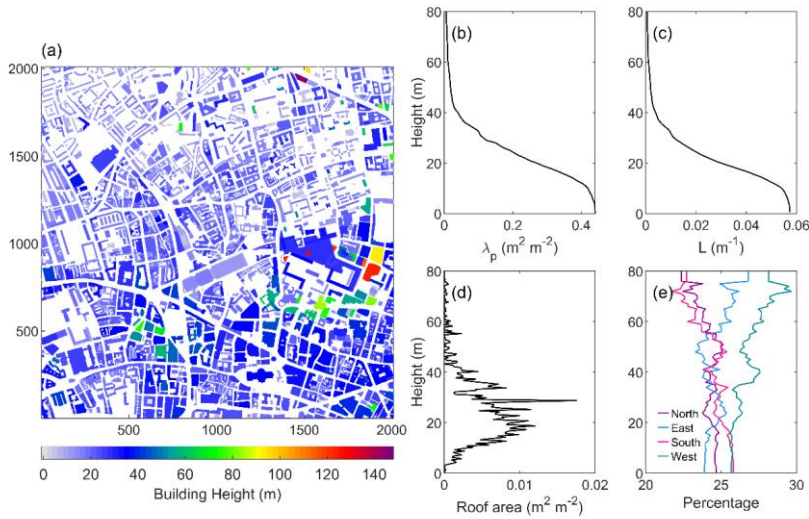 (a)
2000
1500
1000
500
500 1000 1500 2000
0 20 40 60 80 100 120 140
Building Height (m)
(b)
80
60
40
20
0
Height (m)
0 0.2 0.4
λp (m² m⁻²)
(c)
80
60
40
20
0
0 0.02 0.04 0.06
L (m⁻¹)
(d)
80
60
40
20
0
Height (m)
0 0.01 0.02
Roof area (m² m⁻²)
(e)
80
60
40
20
0
North
East
South
West
20 25 30
Percentage